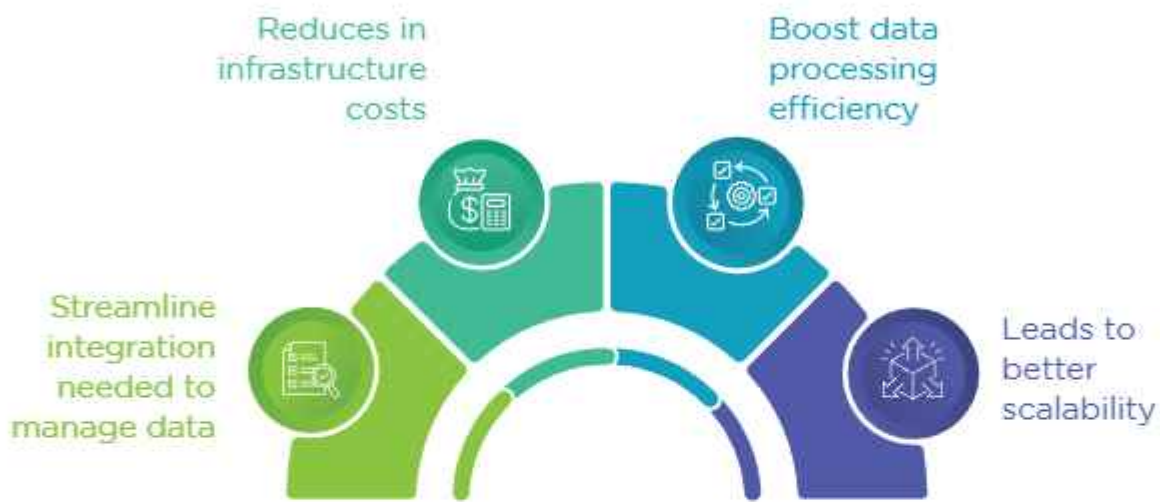 Reduces in
infrastructure
costs
Boost data
processing
efficiency
Streamline
integration
needed to
manage data
Leads to
better
scalability